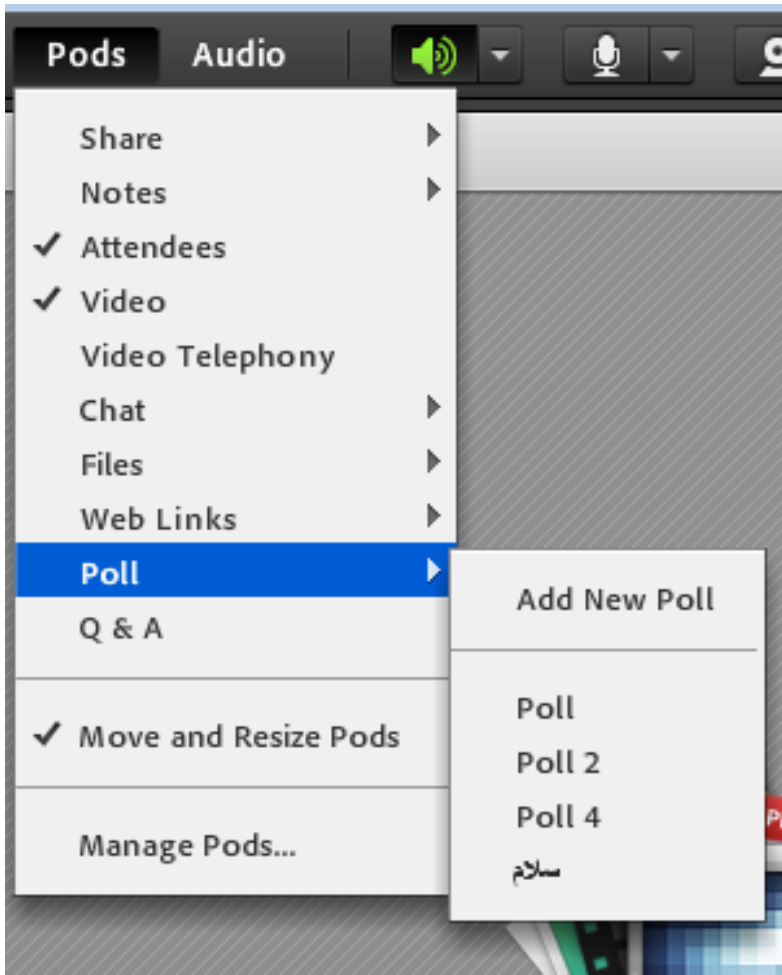 Pods Audio
Share
Notes
Attendees
Video
Video Telephony
Chat
Files
Web Links
Poll
Q & A
Move and Resize Pods
Manage Pods...
Add New Poll
Poll
Poll 2
Poll 4
سلام